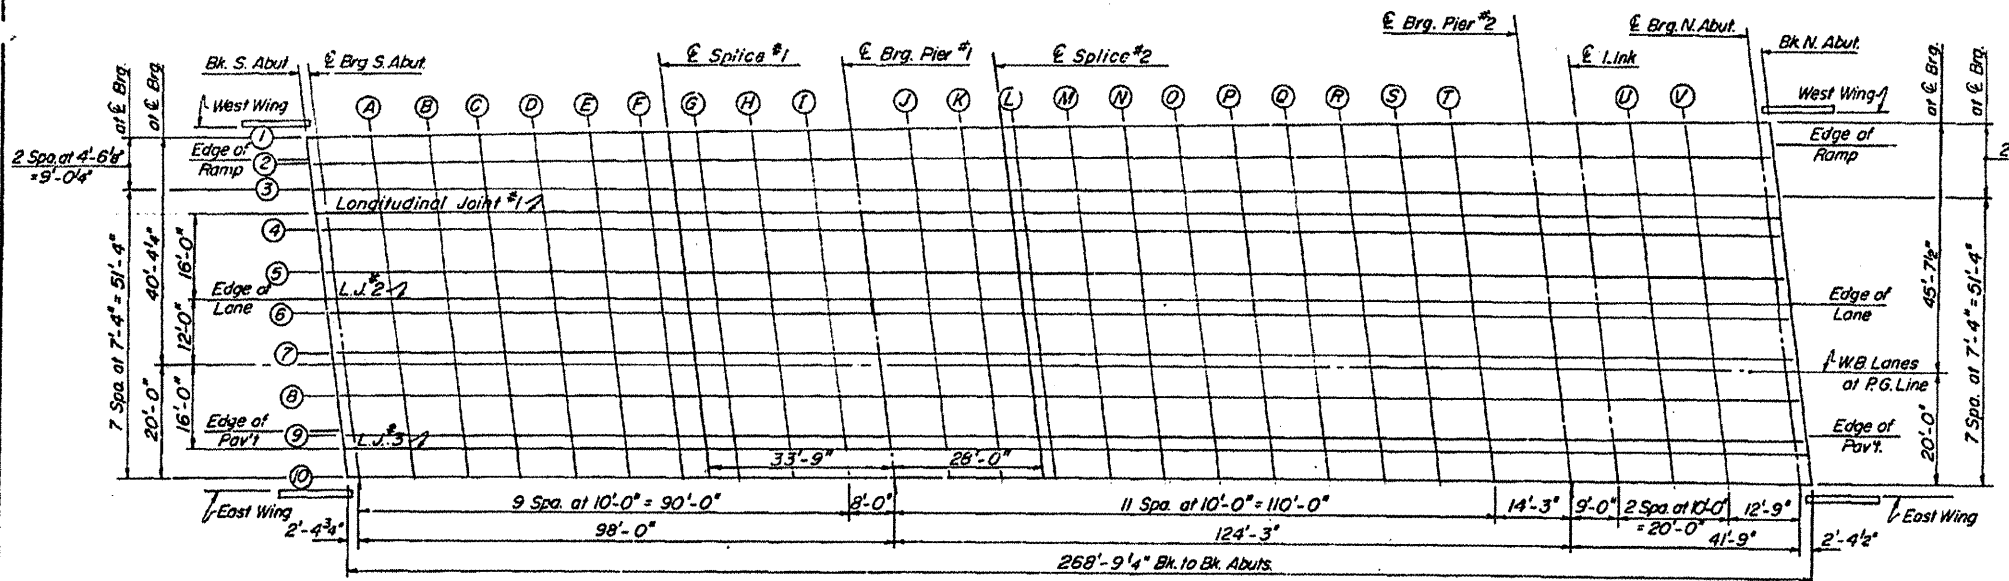 ℄ Brg. Pier #2
℄ Brg. N. Abut.
Bk. S. Abut.
℄ Brg S. Abut.
℄ Splice #1
℄ Brg. Pier #1
℄ Splice #2
℄ Link
Bk N. Abut.
at ℄ Brg.
at ℄ Brg.
West Wing
A B C D E F G H I J K L M N O P Q R S T U V
West Wing
at ℄ Brg.
at ℄ Brg.
1
Edge of
Ramp
2
3
2 Spa. at 4'-6⅛"
=9'-0¼"
Edge of
Ramp
2
Longitudinal Joint #1
4
5
L.J. #2
6
Edge of
Lane
7
8
9
Edge of
Pav't
L.J. #3
10
7 Spa. at 7'-4" = 51'-4"
40'-4¼"
20'-0"
16'-0"
12'-0"
16'-0"
Edge of
Lane
W.B. Lanes
at P.G. Line
Edge of
Pav't.
45'-7½"
20'-0"
7 Spa. at 7'-4" = 51'-4"
33'-9"
28'-0"
East Wing
2'-4¾"
9 Spa. at 10'-0" = 90'-0"
8'-0"
11 Spa. at 10'-0" = 110'-0"
14'-3"
9'-0"
2 Spa. at 10'-0"
= 20'-0"
12'-9"
East Wing
98'-0"
124'-3"
41'-9"
2'-4½"
268'-9¼" Bk. to Bk. Abuts.